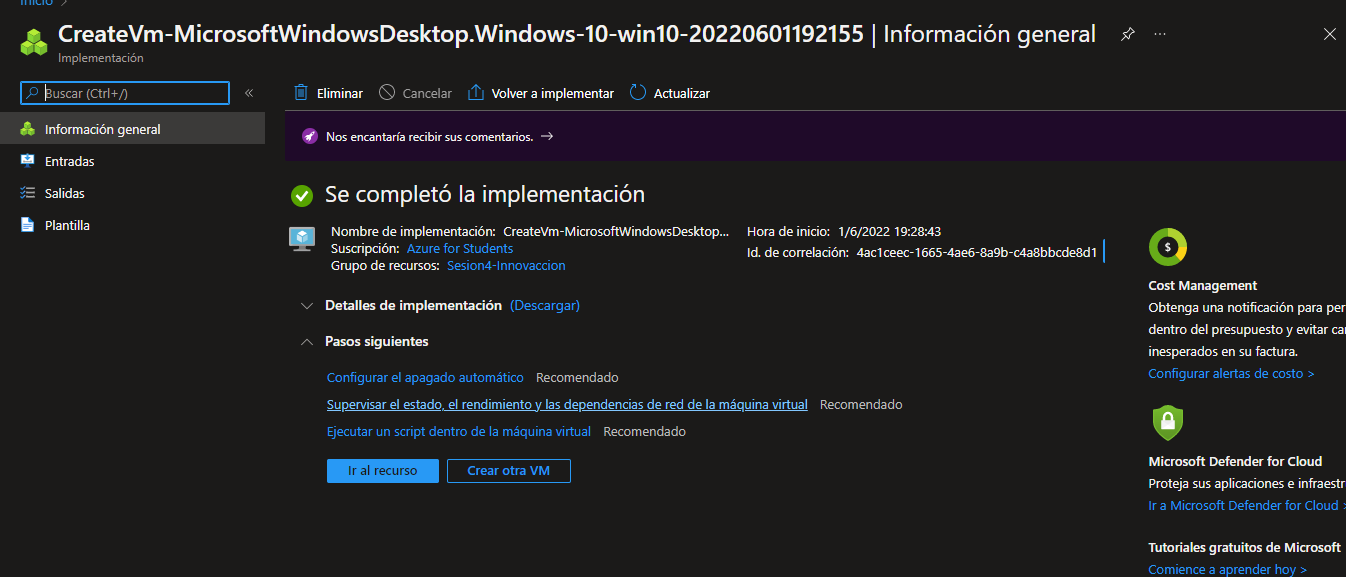 Inicio >
CreateVm-MicrosoftWindowsDesktop.Windows-10-win10-20220601192155 | Información general
Implementación
Buscar (Ctrl+/)
«
Información general
Entradas
Salidas
Plantilla
Eliminar
Cancelar
Volver a implementar
Actualizar
Nos encantaría recibir sus comentarios. →
Se completó la implementación
Nombre de implementación: CreateVm-MicrosoftWindowsDesktop...
Suscripción: Azure for Students
Grupo de recursos: Sesion4-Innovaccion
Hora de inicio: 1/6/2022 19:28:43
Id. de correlación: 4ac1ceec-1665-4ae6-8a9b-c4a8bbcde8d1
Detalles de implementación (Descargar)
Pasos siguientes
Configurar el apagado automático Recomendado
Supervisar el estado, el rendimiento y las dependencias de red de la máquina virtual Recomendado
Ejecutar un script dentro de la máquina virtual Recomendado
Ir al recurso
Crear otra VM
$
Cost Management
Obtenga una notificación para per
dentro del presupuesto y evitar ca
inesperados en su factura.
Configurar alertas de costo >
Microsoft Defender for Cloud
Proteja sus aplicaciones e infraestr
Ir a Microsoft Defender for Cloud >
Tutoriales gratuitos de Microsoft
Comience a aprender hoy >